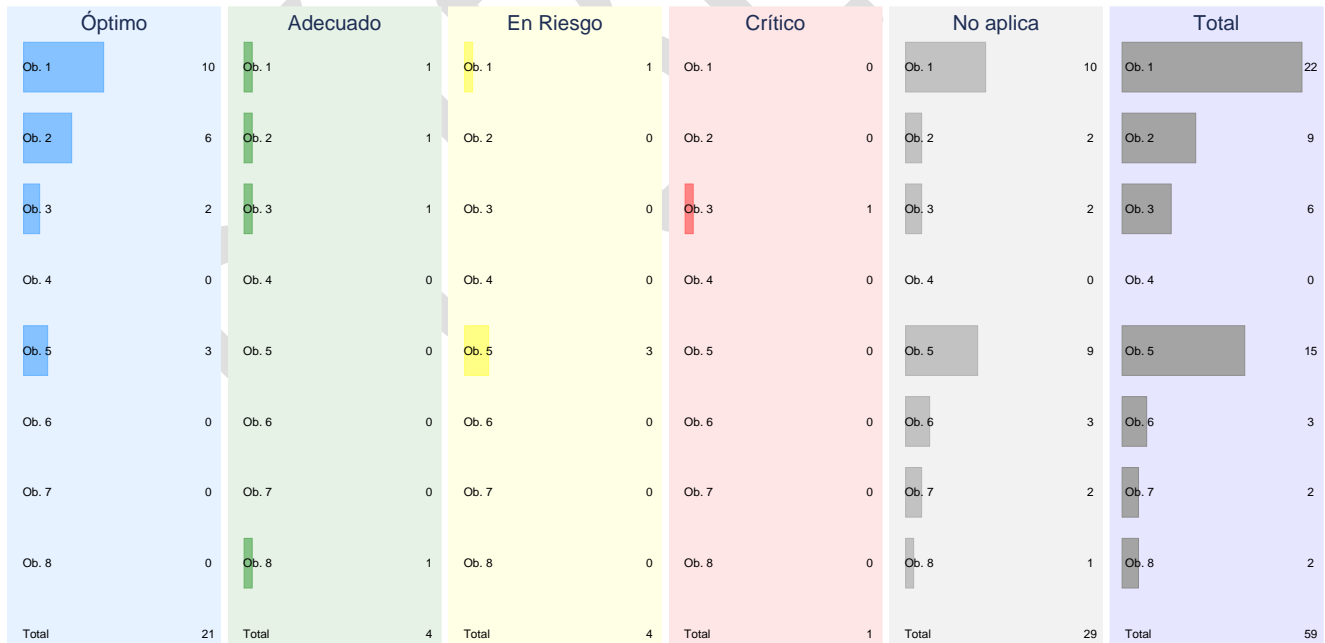 Óptimo Adecuado En Riesgo Crítico No aplica Total
Ob. 1 10 Ob. 1 1 Ob. 1 1 Ob. 1 0 Ob. 1 10 Ob. 1 22
Ob. 2 6 Ob. 2 1 Ob. 2 0 Ob. 2 0 Ob. 2 2 Ob. 2 9
Ob. 3 2 Ob. 3 1 Ob. 3 0 Ob. 3 1 Ob. 3 2 Ob. 3 6
Ob. 4 0 Ob. 4 0 Ob. 4 0 Ob. 4 0 Ob. 4 0 Ob. 4 0
Ob. 5 3 Ob. 5 0 Ob. 5 3 Ob. 5 0 Ob. 5 9 Ob. 5 15
Ob. 6 0 Ob. 6 0 Ob. 6 0 Ob. 6 0 Ob. 6 3 Ob. 6 3
Ob. 7 0 Ob. 7 0 Ob. 7 0 Ob. 7 0 Ob. 7 2 Ob. 7 2
Ob. 8 0 Ob. 8 1 Ob. 8 0 Ob. 8 0 Ob. 8 1 Ob. 8 2
Total 21 Total 4 Total 4 Total 1 Total 29 Total 59